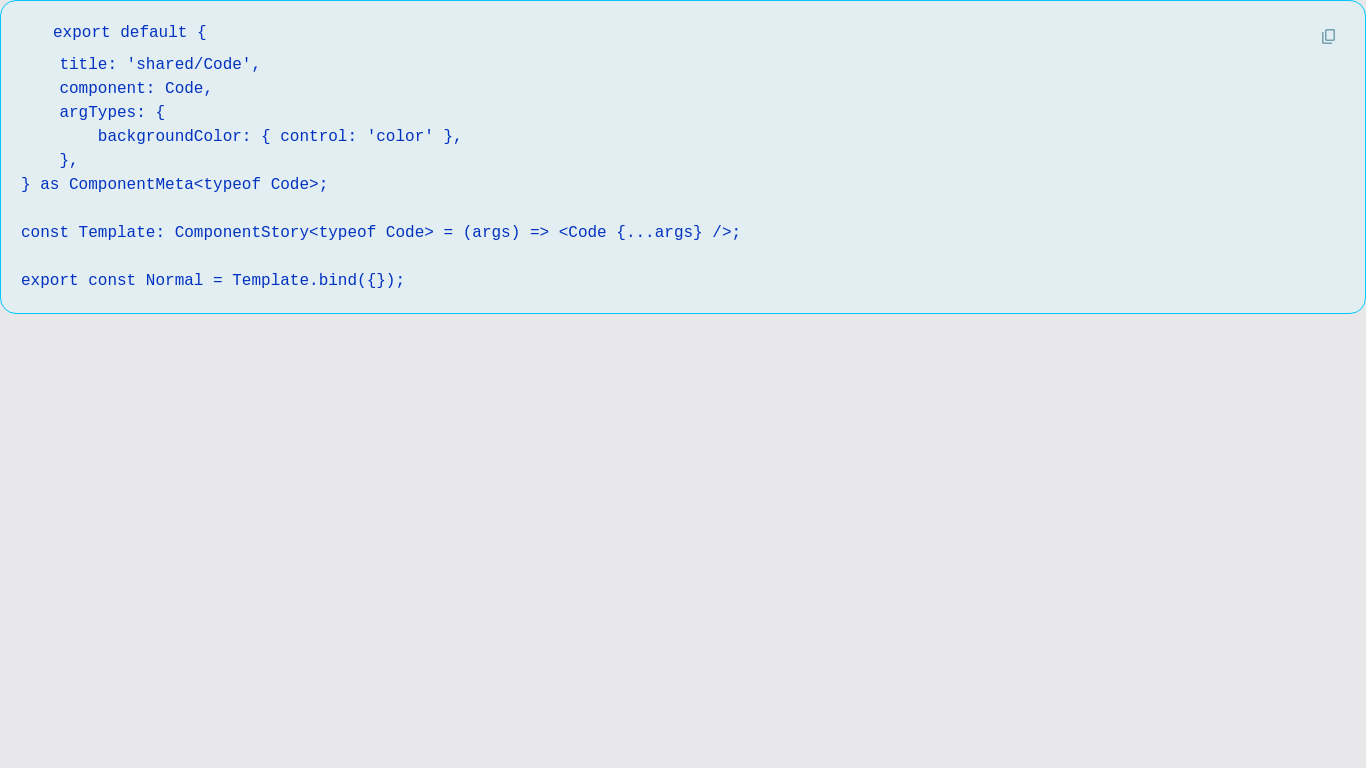 export default {
title: 'shared/Code',
component: Code,
argTypes: {
backgroundColor: { control: 'color' },
},
} as ComponentMeta<typeof Code>;
const Template: ComponentStory<typeof Code> = (args) => <Code {...args} />;
export const Normal = Template.bind({});